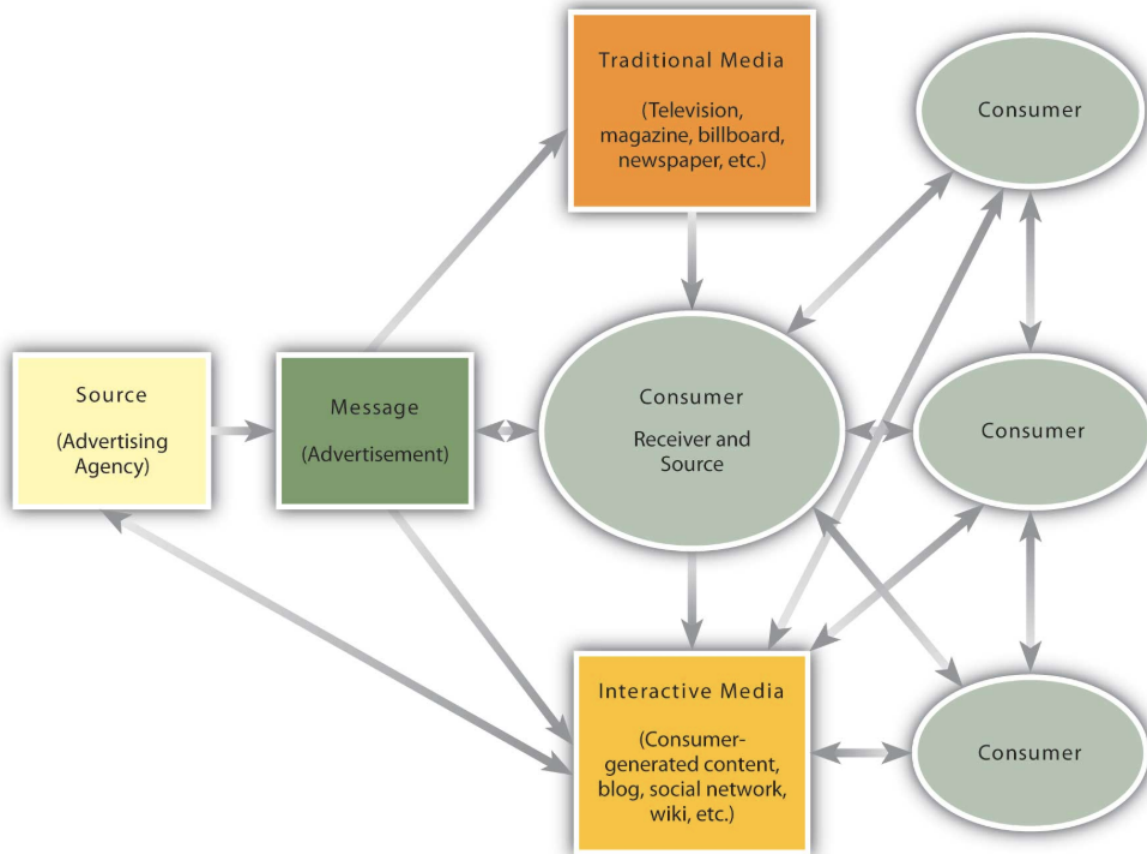 Traditional Media
(Television,
magazine, billboard,
newspaper, etc.)
Consumer
Source
(Advertising
Agency)
Message
(Advertisement)
Consumer
Receiver and
Source
Consumer
Interactive Media
(Consumer-
generated content,
blog, social network,
wiki, etc.)
Consumer